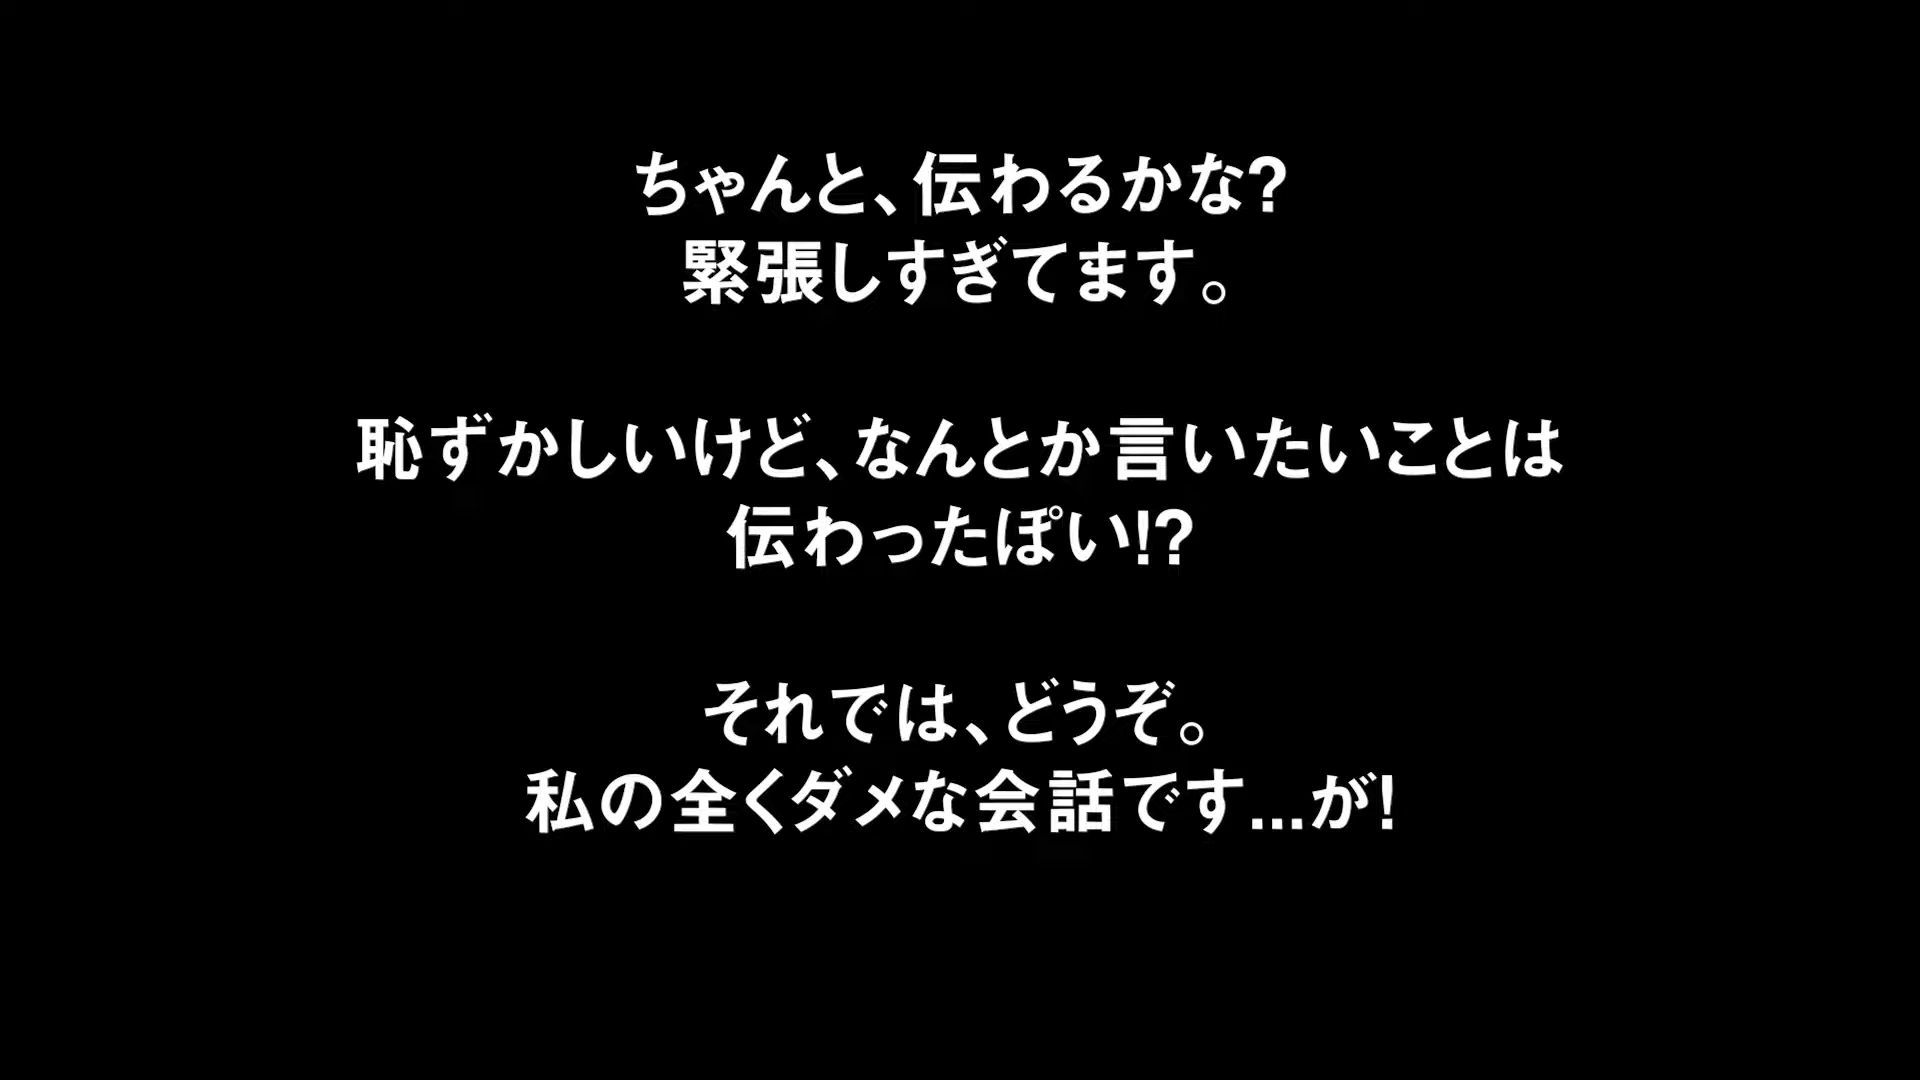 ちゃんと、伝わるかな?
緊張しすぎてます。
恥ずかしいけど、なんとか言いたいことは
伝わったぽい!?
それでは、どうぞ。
私の全くダメな会話です...が!